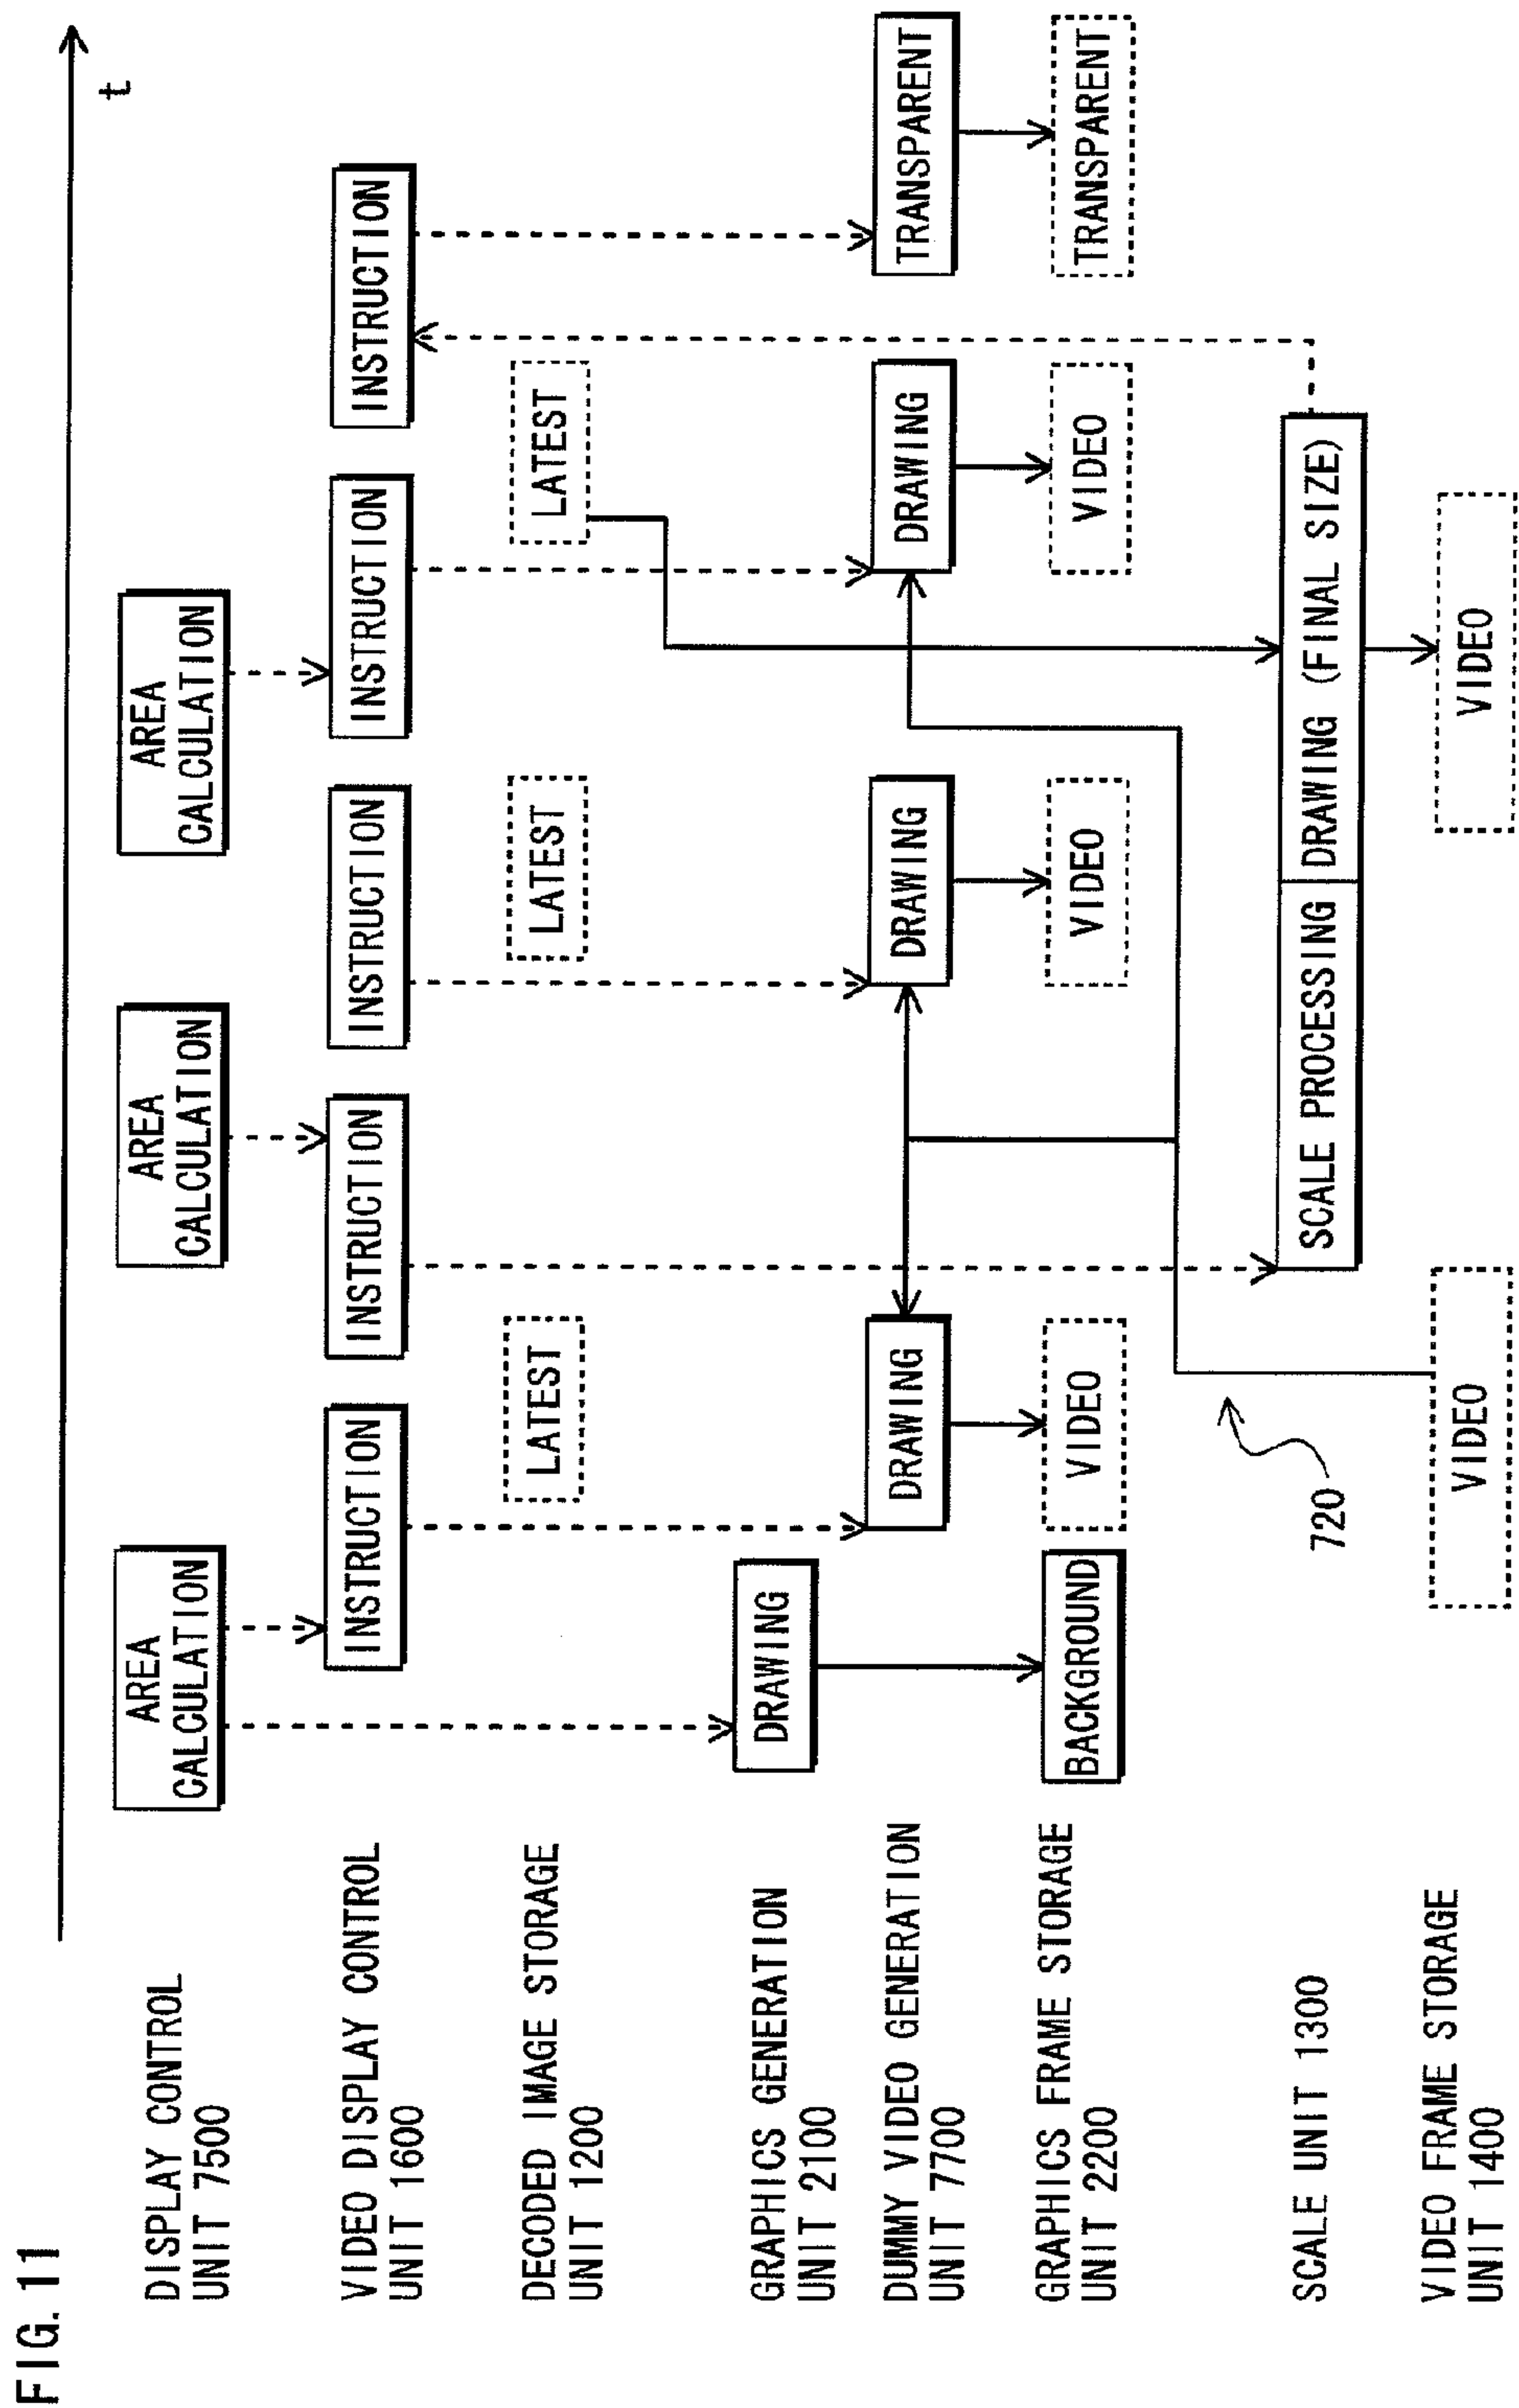 FIG. 11
t
DISPLAY CONTROL
UNIT 7500
AREA
CALCULATION
AREA
CALCULATION
AREA
CALCULATION
VIDEO DISPLAY CONTROL
UNIT 1600
INSTRUCTION
INSTRUCTION
INSTRUCTION
INSTRUCTION
INSTRUCTION
DECODED IMAGE STORAGE
UNIT 1200
LATEST
LATEST
LATEST
GRAPHICS GENERATION
UNIT 2100
DRAWING
DUMMY VIDEO GENERATION
UNIT 7700
DRAWING
DRAWING
DRAWING
TRANSPARENT
GRAPHICS FRAME STORAGE
UNIT 2200
BACKGROUND
VIDEO
VIDEO
VIDEO
TRANSPARENT
720
SCALE UNIT 1300
SCALE PROCESSING
DRAWING (FINAL SIZE)
VIDEO FRAME STORAGE
UNIT 1400
VIDEO
VIDEO